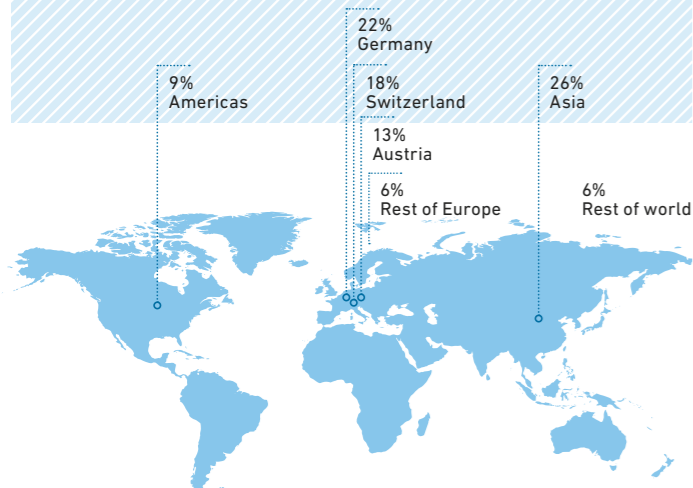 22%
Germany
9%
Americas
18%
Switzerland
26%
Asia
13%
Austria
6%
Rest of Europe
6%
Rest of world